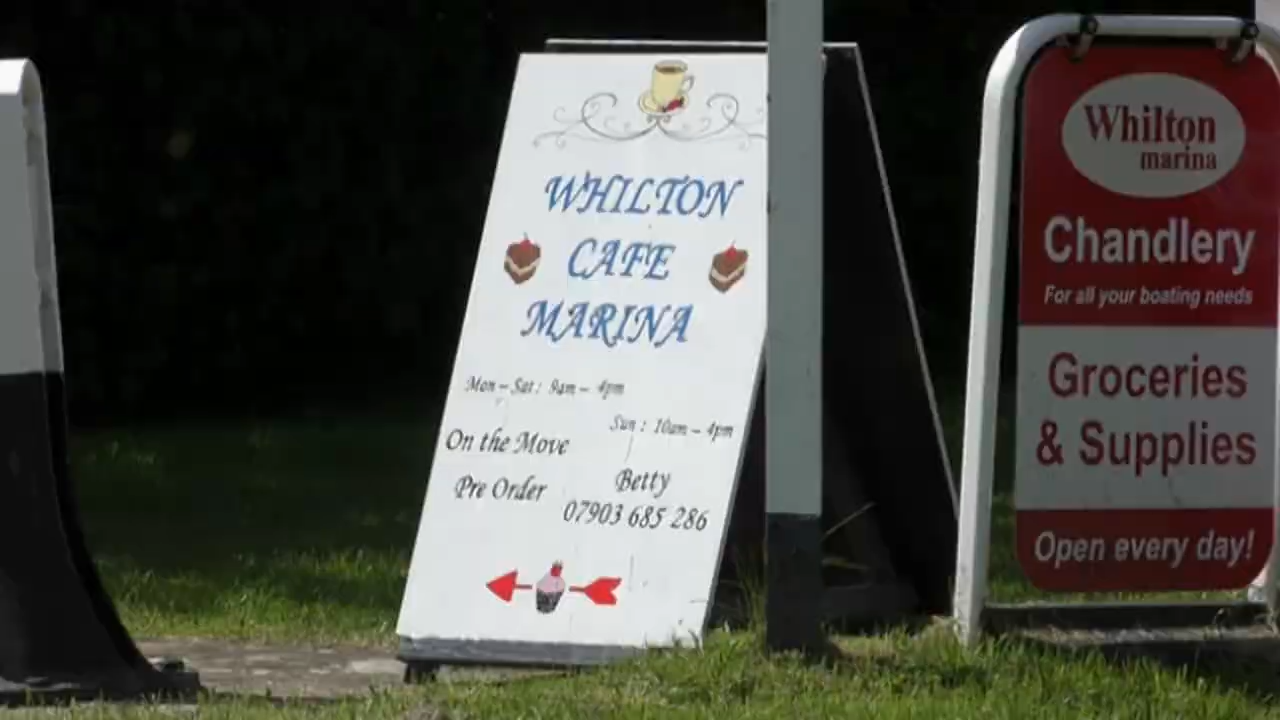 WHILTON
CAFE
MARINA
Mon - Sat : 9am - 4pm
Sun : 10am - 4pm
On the Move
Pre Order
Betty
07903 685 286
Whilton
marina
Chandlery
For all your boating needs
Groceries
& Supplies
Open every day!